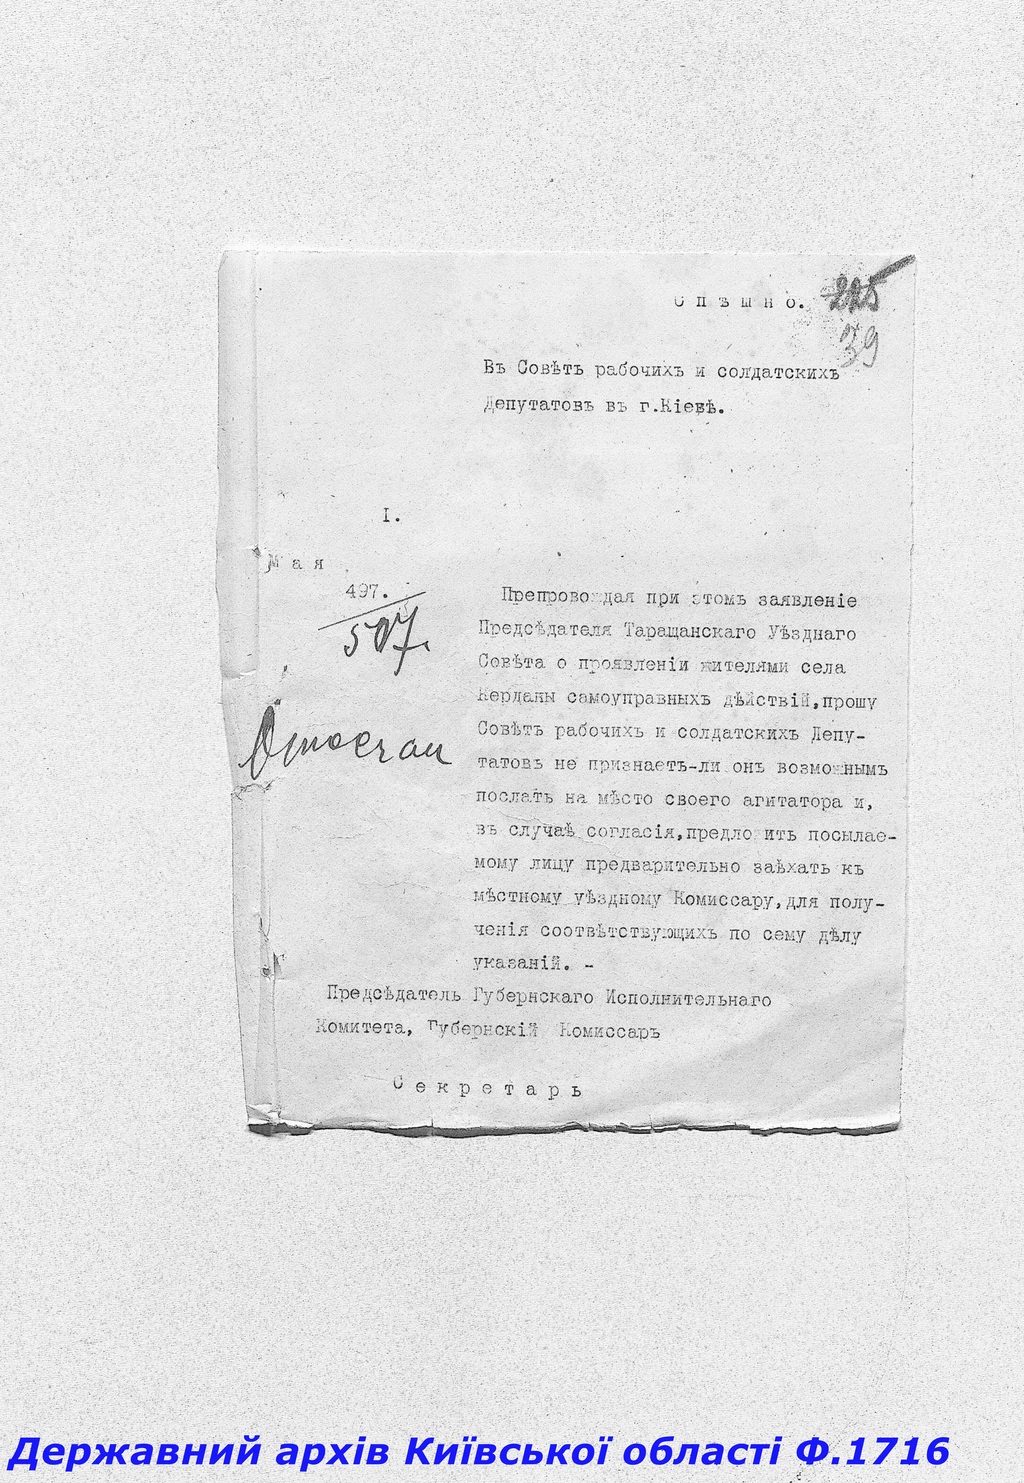 Спѣшно. 225
39
Въ Совѣтъ рабочихъ и солдатскихъ
Депутатовъ въ г.Кіевѣ.
I.
Мая
497.
507.
Препровождая при этомъ заявленіе
Предсѣдателя Таращанскаго Уѣзднаго
Совѣта о проявленіи жителями села
Керданы самоуправныхъ дѣйствій,прошу
Совѣтъ рабочихъ и солдатскихъ Депу-
татовъ не признаетъ-ли онъ возможнымъ
послать на мѣсто своего агитатора и,
въ случаѣ согласія,предложить посылае-
мому лицу предварительно заѣхать къ
мѣстному уѣздному Комиссару,для полу-
ченія соотвѣтствующихъ по сему дѣлу
указаній. -
Предсѣдатель Губернскаго Исполнительнаго
Комитета, Губернскій Комиссаръ
Секретарь
Державний архів Київської області Ф.1716